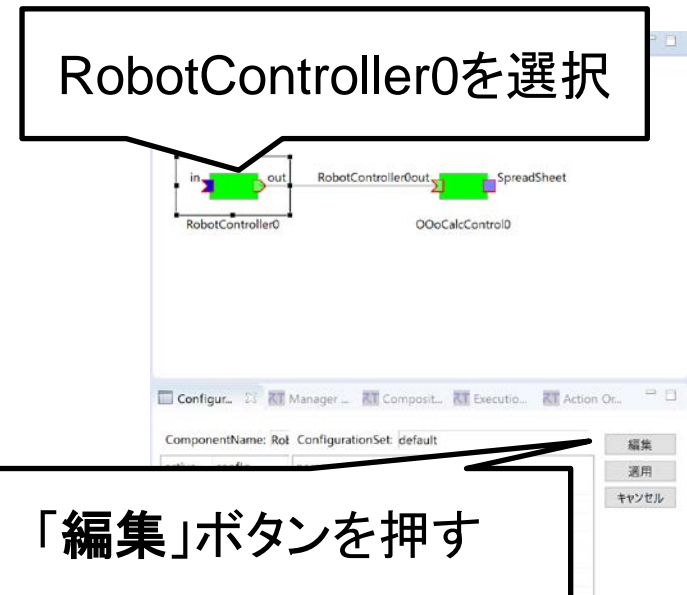 RobotController0を選択
in
out
RobotController0out
SpreadSheet
RobotController0
OOoCalcControl0
Configur...
Manager ...
Composit...
Executio...
Action Or...
ComponentName:
ConfigurationSet: default
編集
適用
キャンセル
「編集」ボタンを押す